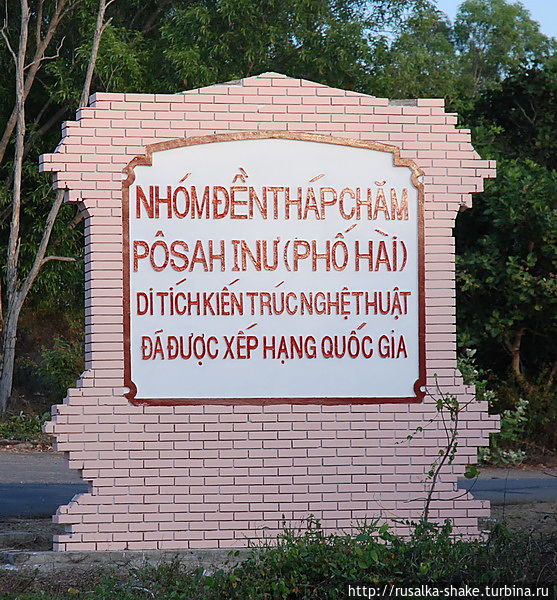 NHÓM ĐỀN THÁP CHĂM
PÔSAH INƯ (PHỐ HÀI)
DI TÍCH KIẾN TRÚC NGHỆ THUẬT
ĐÃ ĐƯỢC XẾP HẠNG QUỐC GIA
http://rusalka-shake.turbina.ru